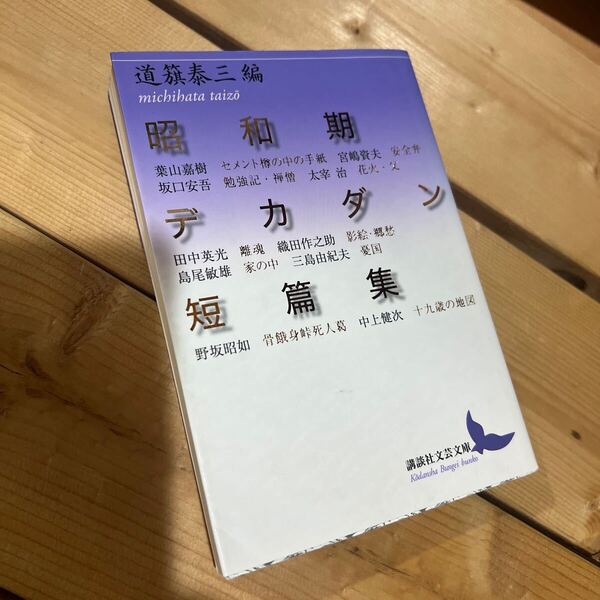 道籏泰三編
michihata taizō
昭和期
葉山嘉樹 セメント樽の中の手紙 宮嶋資夫 安全弁
坂口安吾 勉強記・禅僧 太宰治 花火・父
デカダン
田中英光 離魂 織田作之助 影絵・郷愁
島尾敏雄 家の中 三島由紀夫 憂国
短篇集
野坂昭如 骨餓身峠死人葛 中上健次 十九歳の地図
講談社文芸文庫
Kōdansha Bungei bunko